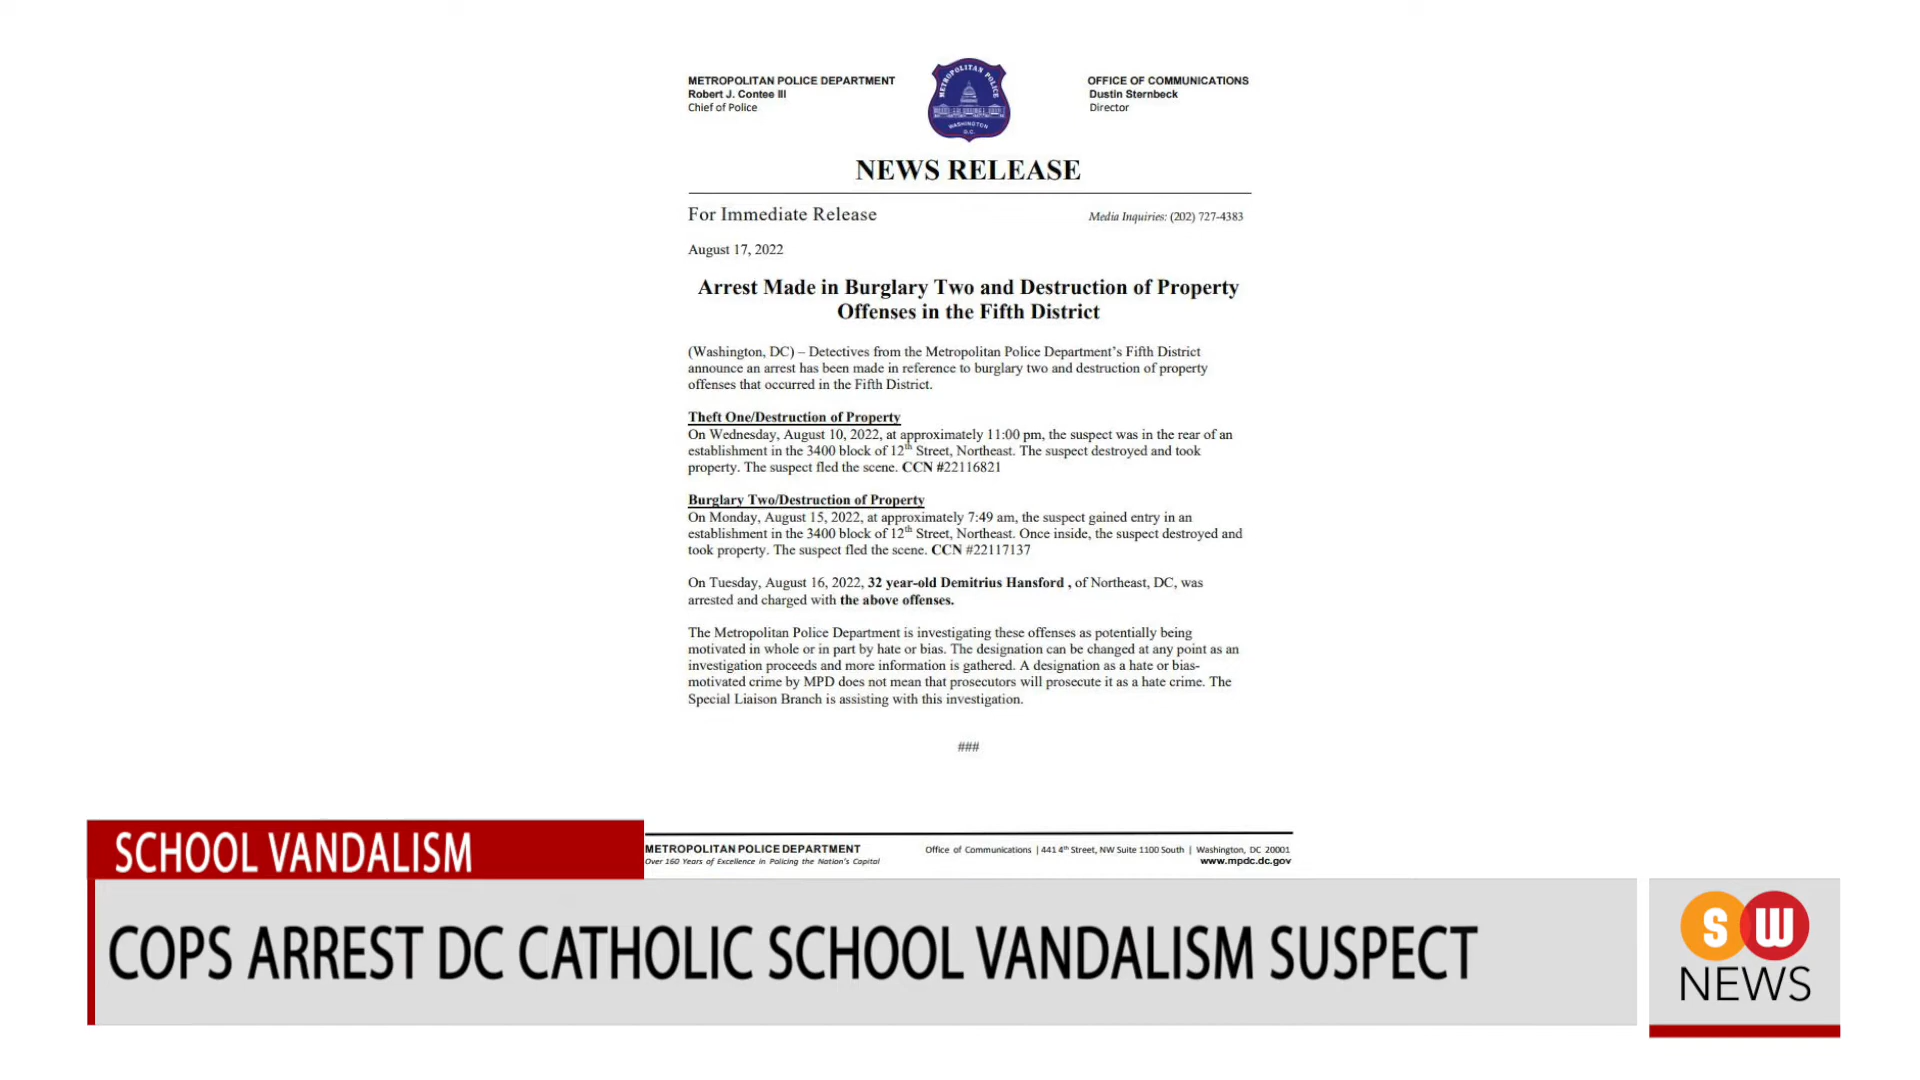 METROPOLITAN POLICE DEPARTMENT
Robert J. Contee III
Chief of Police
METROPOLITAN POLICE
WASHINGTON
D.C.
OFFICE OF COMMUNICATIONS
Dustin Sternbeck
Director
NEWS RELEASE
For Immediate Release
Media Inquiries: (202) 727-4383
August 17, 2022
Arrest Made in Burglary Two and Destruction of Property
Offenses in the Fifth District
(Washington, DC) – Detectives from the Metropolitan Police Department’s Fifth District
announce an arrest has been made in reference to burglary two and destruction of property
offenses that occurred in the Fifth District.
Theft One/Destruction of Property
On Wednesday, August 10, 2022, at approximately 11:00 pm, the suspect was in the rear of an
establishment in the 3400 block of 12th Street, Northeast. The suspect destroyed and took
property. The suspect fled the scene. CCN #22116821
Burglary Two/Destruction of Property
On Monday, August 15, 2022, at approximately 7:49 am, the suspect gained entry in an
establishment in the 3400 block of 12th Street, Northeast. Once inside, the suspect destroyed and
took property. The suspect fled the scene. CCN #22117137
On Tuesday, August 16, 2022, 32 year-old Demitrius Hansford , of Northeast, DC, was
arrested and charged with the above offenses.
The Metropolitan Police Department is investigating these offenses as potentially being
motivated in whole or in part by hate or bias. The designation can be changed at any point as an
investigation proceeds and more information is gathered. A designation as a hate or bias-
motivated crime by MPD does not mean that prosecutors will prosecute it as a hate crime. The
Special Liaison Branch is assisting with this investigation.
###
METROPOLITAN POLICE DEPARTMENT
Over 160 Years of Excellence in Policing the Nation's Capital
Office of Communications | 441 4th Street, NW Suite 1100 South | Washington, DC 20001
www.mpdc.dc.gov
SCHOOL VANDALISM
COPS ARREST DC CATHOLIC SCHOOL VANDALISM SUSPECT
SW
NEWS